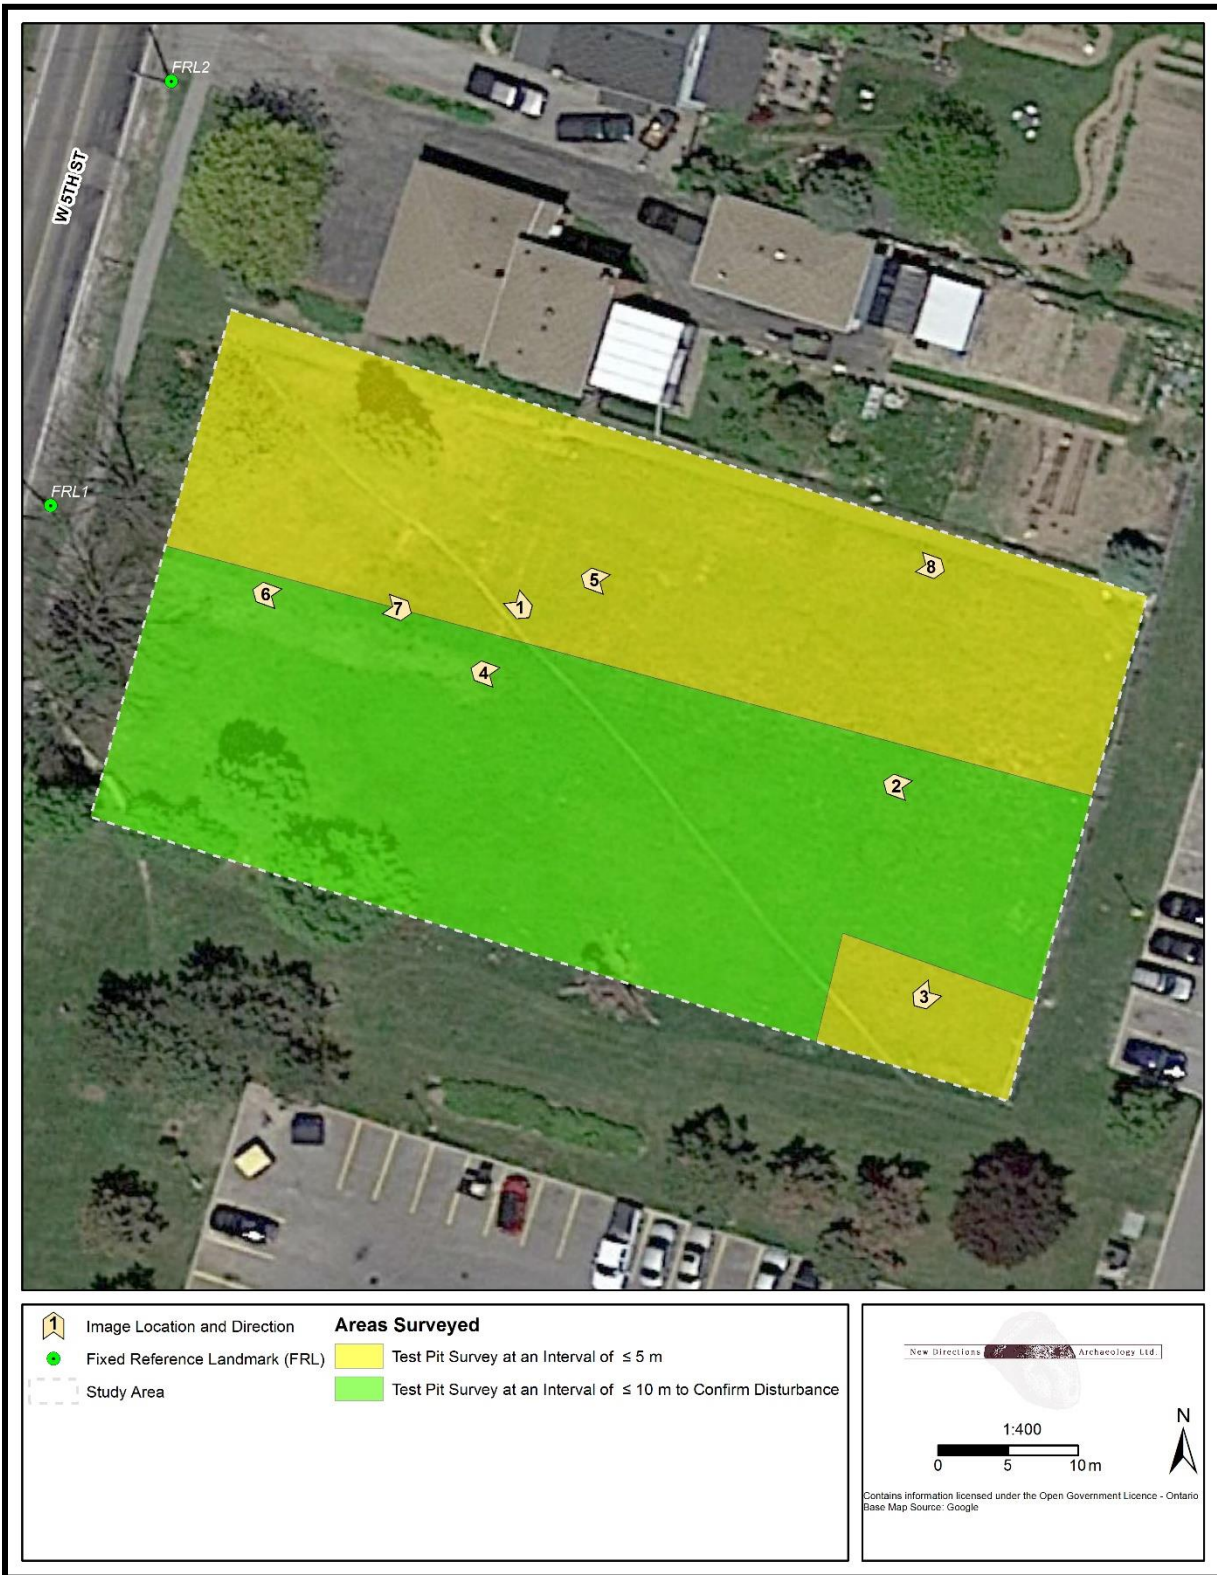 FRL2
W 5TH ST
FRL1
8
5
6
7
1
4
2
3
1 Image Location and Direction
Fixed Reference Landmark (FRL)
Study Area
Areas Surveyed
Test Pit Survey at an Interval of ≤ 5 m
Test Pit Survey at an Interval of ≤ 10 m to Confirm Disturbance
New Directions Archaeology Ltd.
1:400
0 5 10 m
N
Contains information licensed under the Open Government Licence - Ontario
Base Map Source: Google